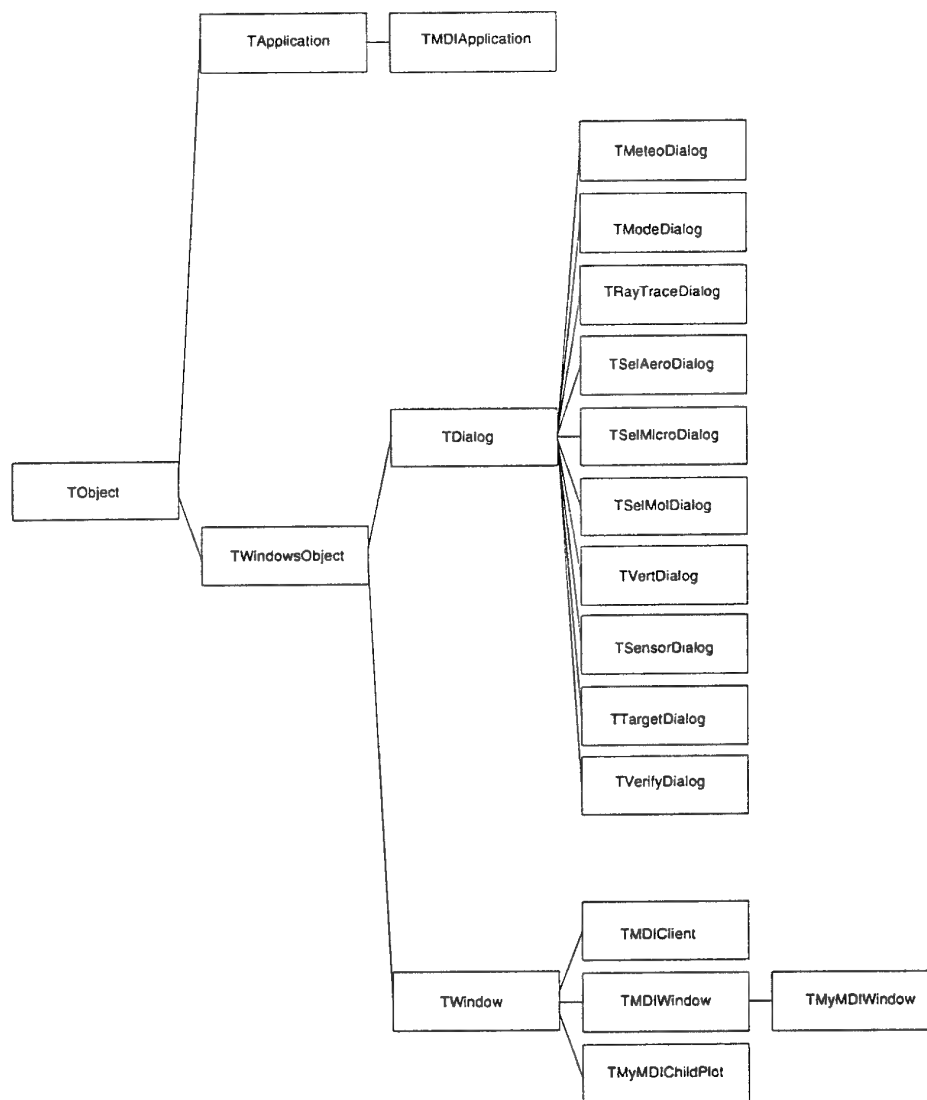 TApplication
TMDIApplication
TMeteoDialog
TModeDialog
TRayTraceDialog
TSelAeroDialog
TDialog
TSelMicroDialog
TObject
TSelMolDialog
TWindowsObject
TVertDialog
TSensorDialog
TTargetDialog
TVerifyDialog
TMDIClient
TWindow
TMDIWindow
TMyMDIWindow
TMyMDIChildPlot